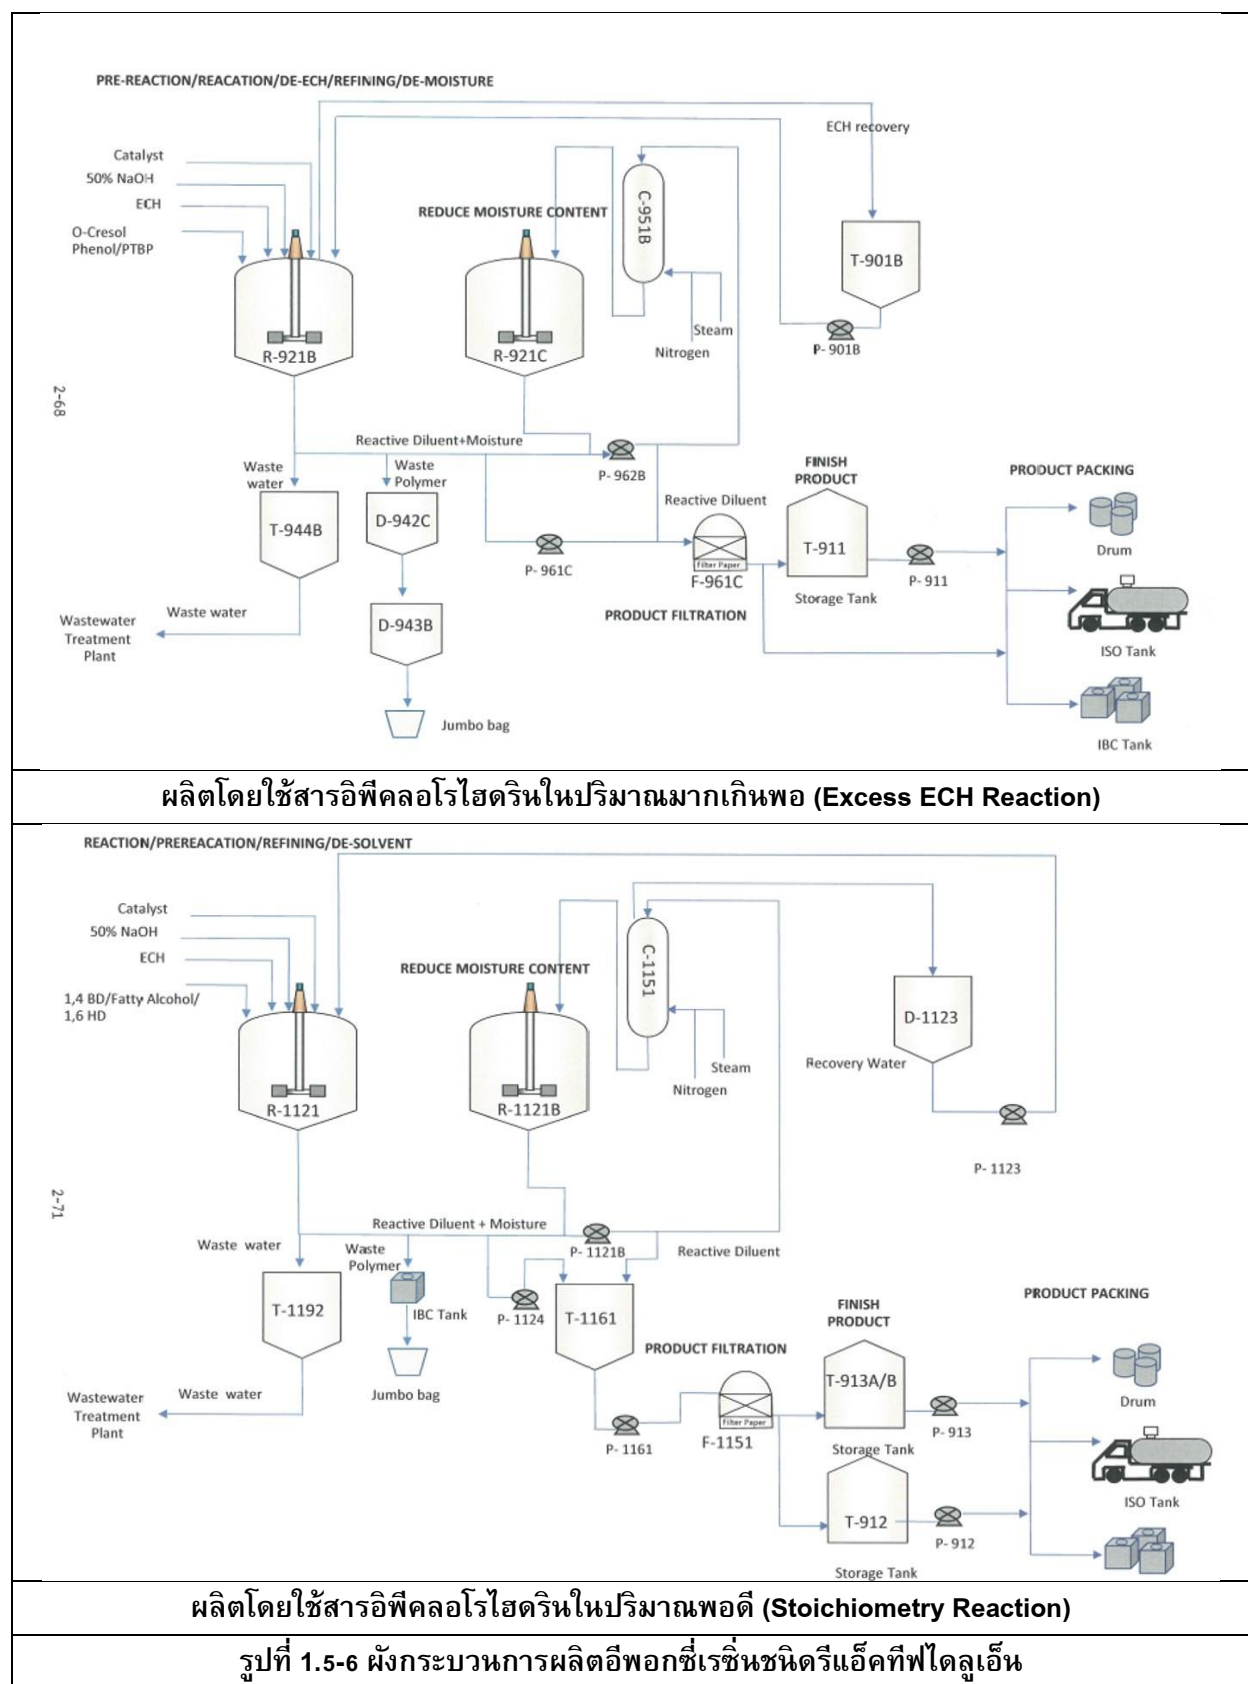 PRE-REACTION/REACATION/DE-ECH/REFINING/DE-MOISTURE
ECH recovery
Catalyst
50% NaOH
ECH
O-Cresol
Phenol/PTBP
REDUCE MOISTURE CONTENT
C-951B
T-901B
R-921B
R-921C
Steam
Nitrogen
P- 901B
2-68
Reactive Diluent+Moisture
Waste
water
Waste
Polymer
P- 962B
FINISH
PRODUCT
PRODUCT PACKING
Reactive Diluent
T-944B
D-942C
T-911
Drum
P- 961C
Filter Paper
F-961C
P- 911
Storage Tank
Waste water
Wastewater
Treatment
Plant
D-943B
PRODUCT FILTRATION
ISO Tank
Jumbo bag
IBC Tank
ผลิตโดยใช้สารอิพีคลอโรไฮดรินในปริมาณมากเกินพอ (Excess ECH Reaction)
REACTION/PREREACATION/REFINING/DE-SOLVENT
Catalyst
50% NaOH
ECH
1,4 BD/Fatty Alcohol/
1,6 HD
REDUCE MOISTURE CONTENT
C-1151
D-1123
Recovery Water
Steam
Nitrogen
R-1121
R-1121B
P- 1123
2-71
Reactive Diluent + Moisture
Waste water
Waste
Polymer
P- 1121B
Reactive Diluent
T-1192
IBC Tank
P- 1124
T-1161
FINISH
PRODUCT
PRODUCT PACKING
PRODUCT FILTRATION
T-913A/B
Wastewater
Treatment
Plant
Waste water
Jumbo bag
Drum
Filter Paper
P- 1161
F-1151
P- 913
Storage Tank
ISO Tank
T-912
P- 912
Storage Tank
ผลิตโดยใช้สารอิพีคลอโรไฮดรินในปริมาณพอดี (Stoichiometry Reaction)
รูปที่ 1.5-6 ผังกระบวนการผลิตอีพอกซี่เรซิ่นชนิดรีแอ็คทีฟไดลูเอ็น